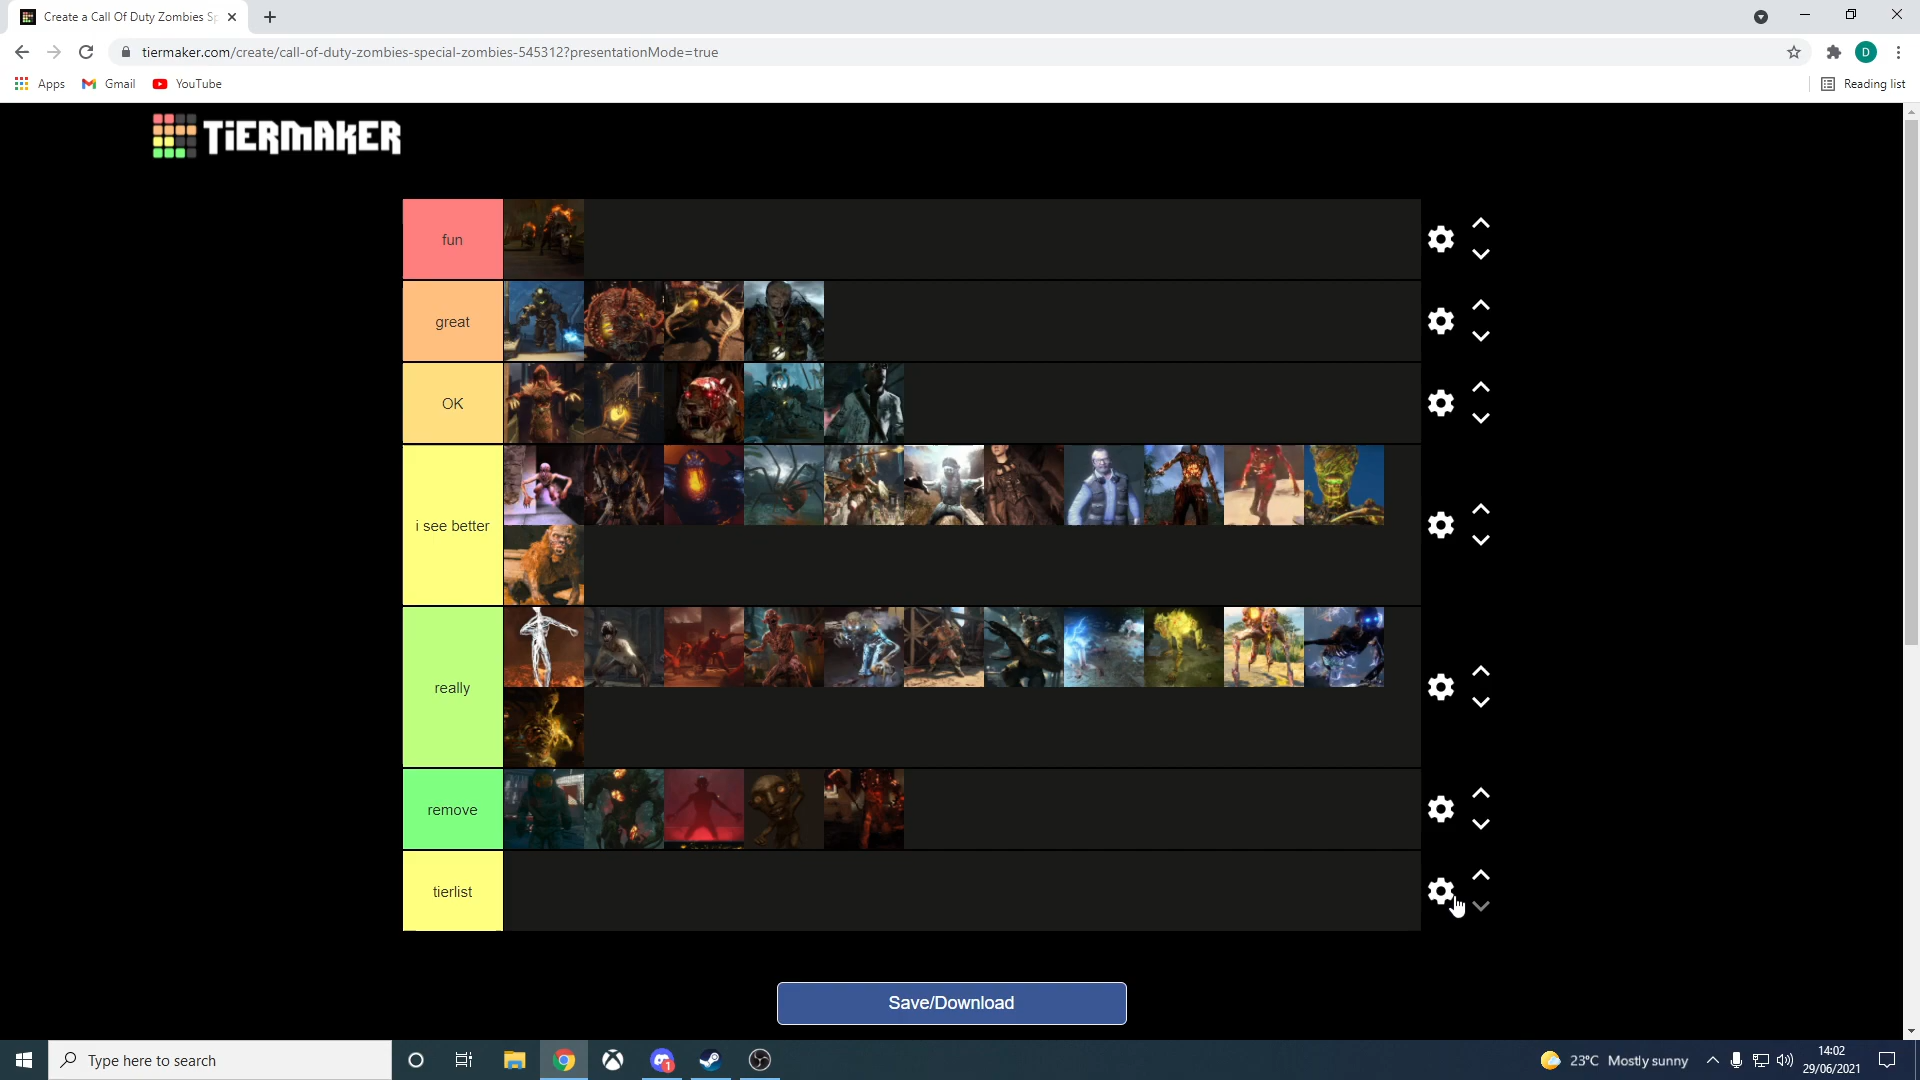 Create a Call Of Duty Zombies Sp
tiermaker.com/create/call-of-duty-zombies-special-zombies-545312?presentationMode=true
D
Apps
Gmail
YouTube
Reading list
TiERMAKER
fun
great
OK
i see better
really
remove
tierlist
Save/Download
Type here to search
1
23°C Mostly sunny
14:02
29/06/2021